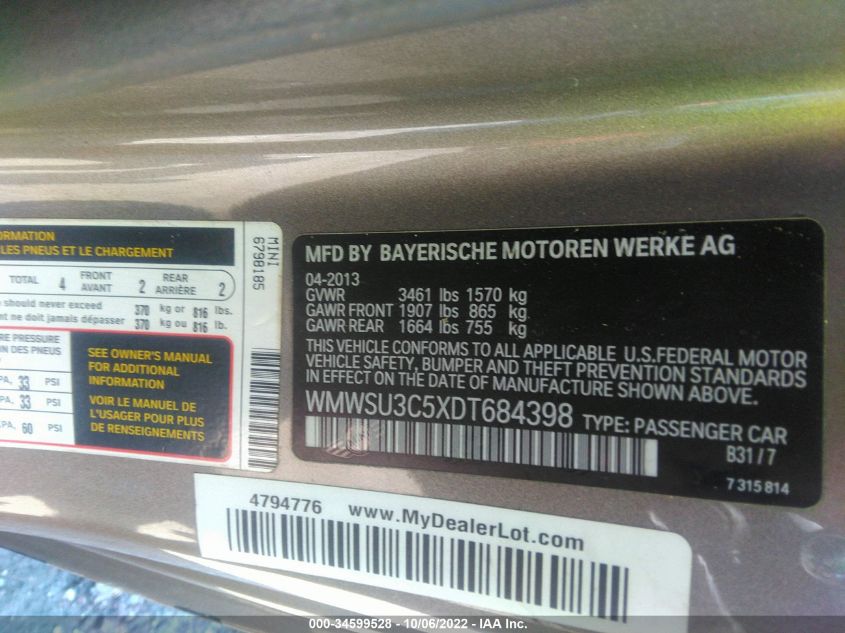 ORMATION
LES PNEUS ET LE CHARGEMENT
TOTAL 4 FRONT AVANT 2 REAR ARRIÈRE 2
should never exceed 370 kg or 816 lbs.
nt ne doit jamais dépasser 370 kg ou 816 lb.
RE PRESSURE
ON DES PNEUS
PA, 33 PSI
PA, 33 PSI
PA, 60 PSI
SEE OWNER'S MANUAL
FOR ADDITIONAL
INFORMATION
VOIR LE MANUEL DE
L'USAGER POUR PLUS
DE RENSEIGNEMENTS
MINI
6798185
MFD BY BAYERISCHE MOTOREN WERKE AG
04-2013
GVWR 3461 lbs 1570 kg
GAWR FRONT 1907 lbs 865 kg
GAWR REAR 1664 lbs 755 kg
THIS VEHICLE CONFORMS TO ALL APPLICABLE U.S.FEDERAL MOTOR
VEHICLE SAFETY, BUMPER AND THEFT PREVENTION STANDARDS
IN EFFECT ON THE DATE OF MANUFACTURE SHOWN ABOVE.
WMWSU3C5XDT684398 TYPE: PASSENGER CAR
B31/7
7 315 814
4794776 www.MyDealerLot.com
000-34599528 - 10/06/2022 - IAA Inc.